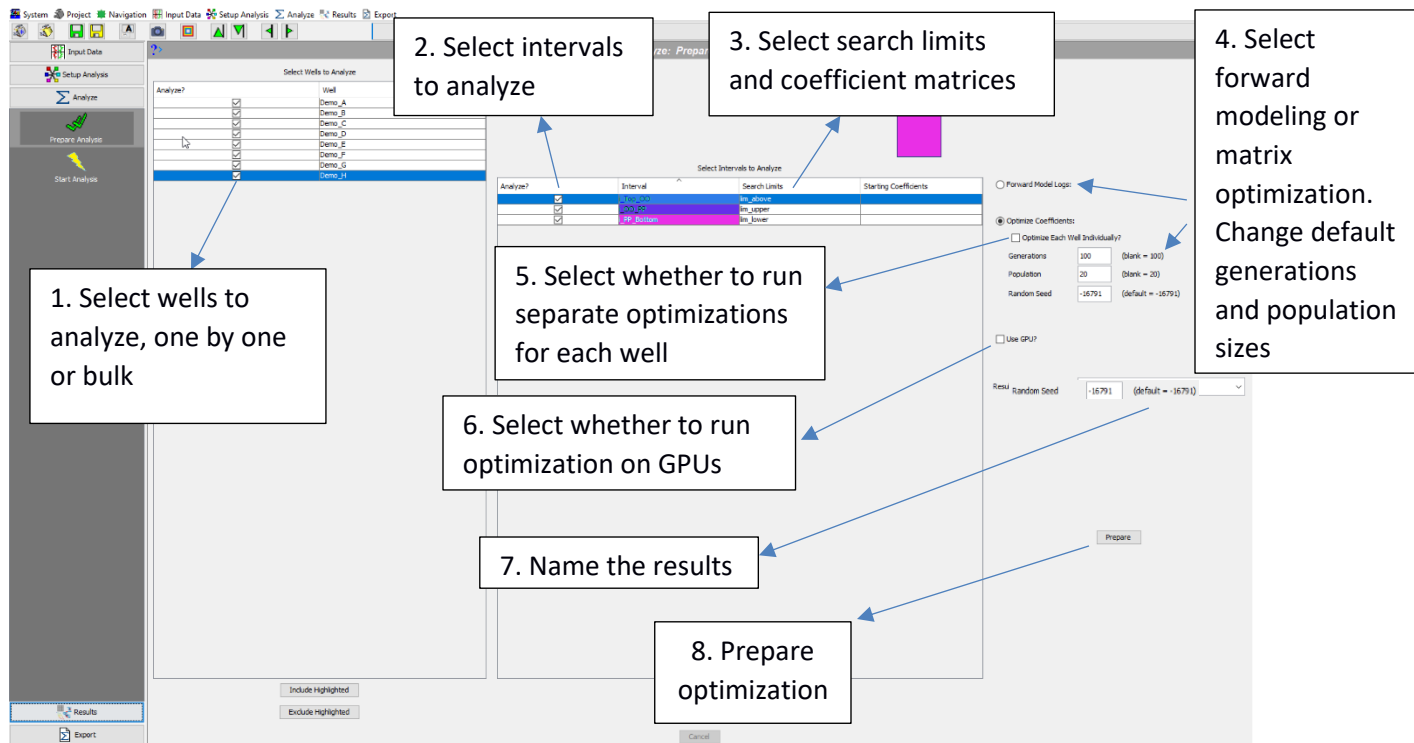 System Project Navigation Input Data Setup Analysis Analyze Results Export
Input Data
Setup Analysis
Analyze
Prepare Analysis
Start Analysis
Results
Export
Select Wells to Analyze
Analyze? Well
Demo_A
Demo_B
Demo_C
Demo_D
Demo_E
Demo_F
Demo_G
Demo_H
1. Select wells to
analyze, one by one
or bulk
Include Highlighted
Exclude Highlighted
2. Select intervals
to analyze
3. Select search limits
and coefficient matrices
4. Select
forward
modeling or
matrix
optimization.
Change default
generations
and population
sizes
Select Intervals to Analyze
Analyze? Interval Search Limits Starting Coefficients
lim_above
lim_upper
_PP_Bottom lim_lower
Forward Model Logs:
Optimize Coefficients:
Optimize Each Well Individually?
Generations 100 (blank = 100)
Population 20 (blank = 20)
Random Seed -16791 (default = -16791)
Use GPU?
Resu Random Seed -16791 (default = -16791)
5. Select whether to run
separate optimizations
for each well
6. Select whether to run
optimization on GPUs
7. Name the results
Prepare
8. Prepare
optimization
Cancel